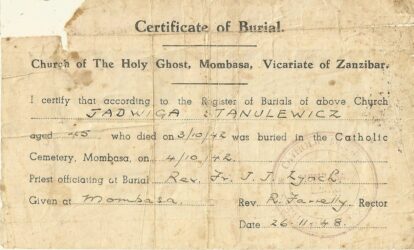 Certificate of Burial.
Church of The Holy Ghost, Mombasa, Vicariate of Zanzibar.
I certify that according to the Register of Burials of above Church
JADWIGA STANULEWICZ
aged 45 who died on 3/10/42 was buried in the Catholic
Cemetery, Mombasa, on 4/10/42.
Priest officiating at Burial Rev. Fr. J. J. Lynch.
Given at Mombasa. Rev. R. Farrelly. Rector
Date 26-11-48.